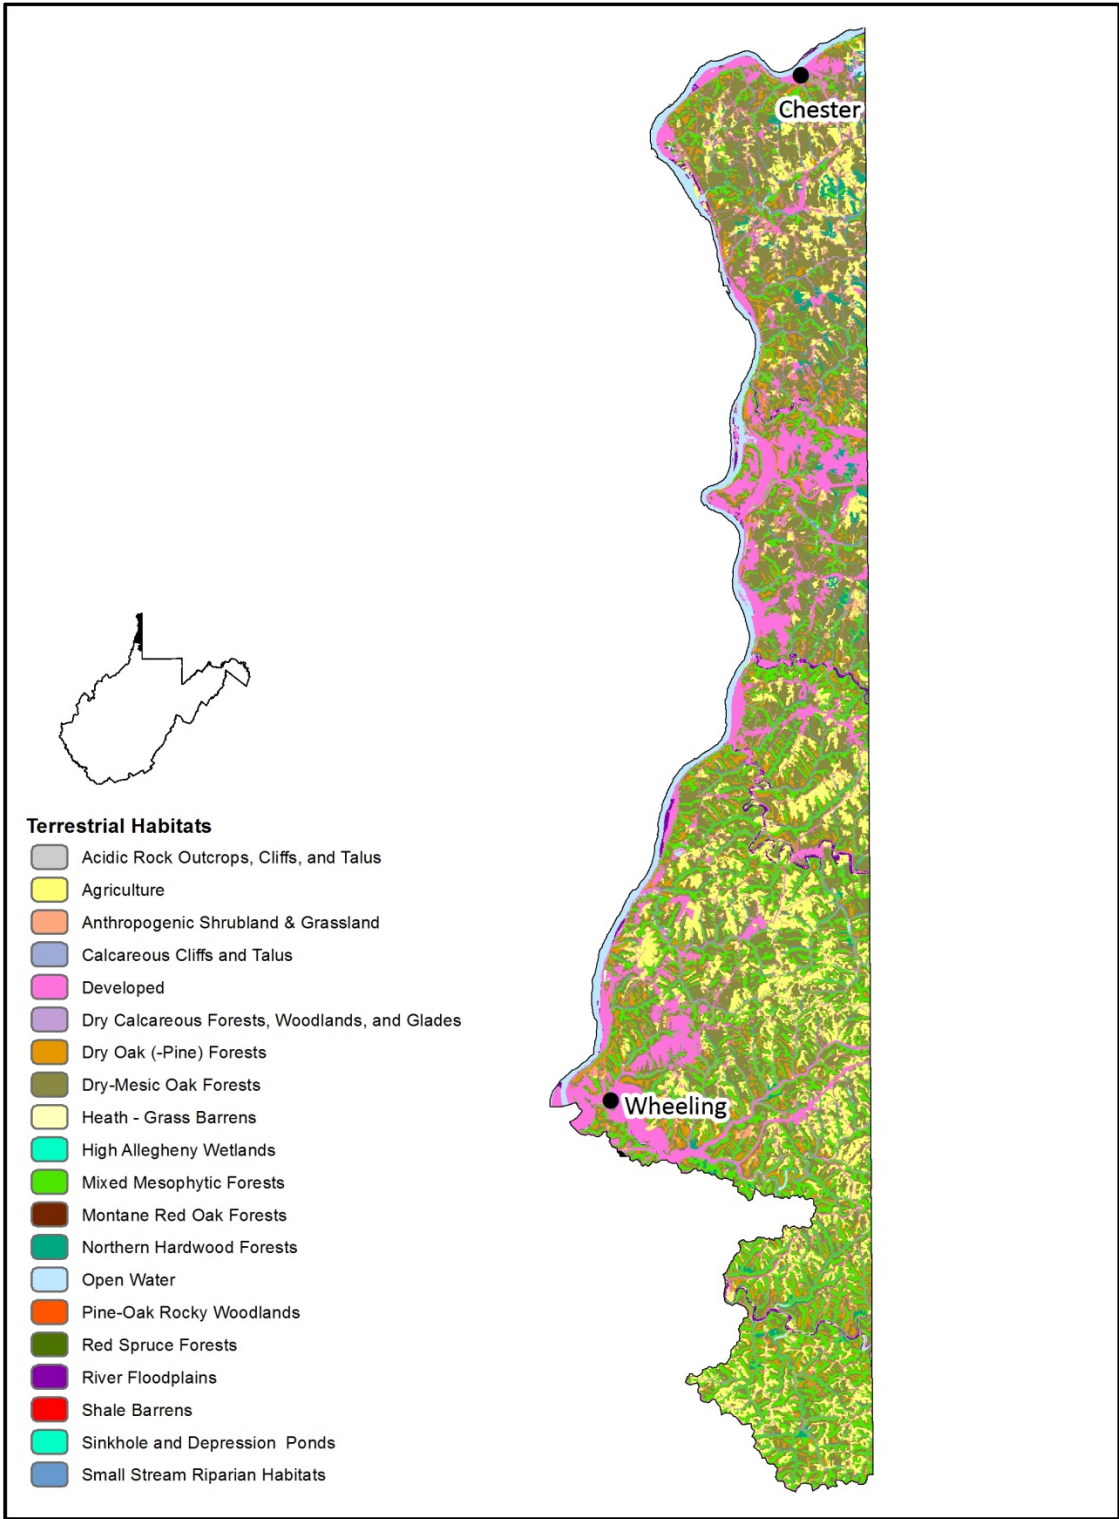 Chester
Wheeling
Terrestrial Habitats
Acidic Rock Outcrops, Cliffs, and Talus
Agriculture
Anthropogenic Shrubland & Grassland
Calcareous Cliffs and Talus
Developed
Dry Calcareous Forests, Woodlands, and Glades
Dry Oak (-Pine) Forests
Dry-Mesic Oak Forests
Heath - Grass Barrens
High Allegheny Wetlands
Mixed Mesophytic Forests
Montane Red Oak Forests
Northern Hardwood Forests
Open Water
Pine-Oak Rocky Woodlands
Red Spruce Forests
River Floodplains
Shale Barrens
Sinkhole and Depression  Ponds
Small Stream Riparian Habitats